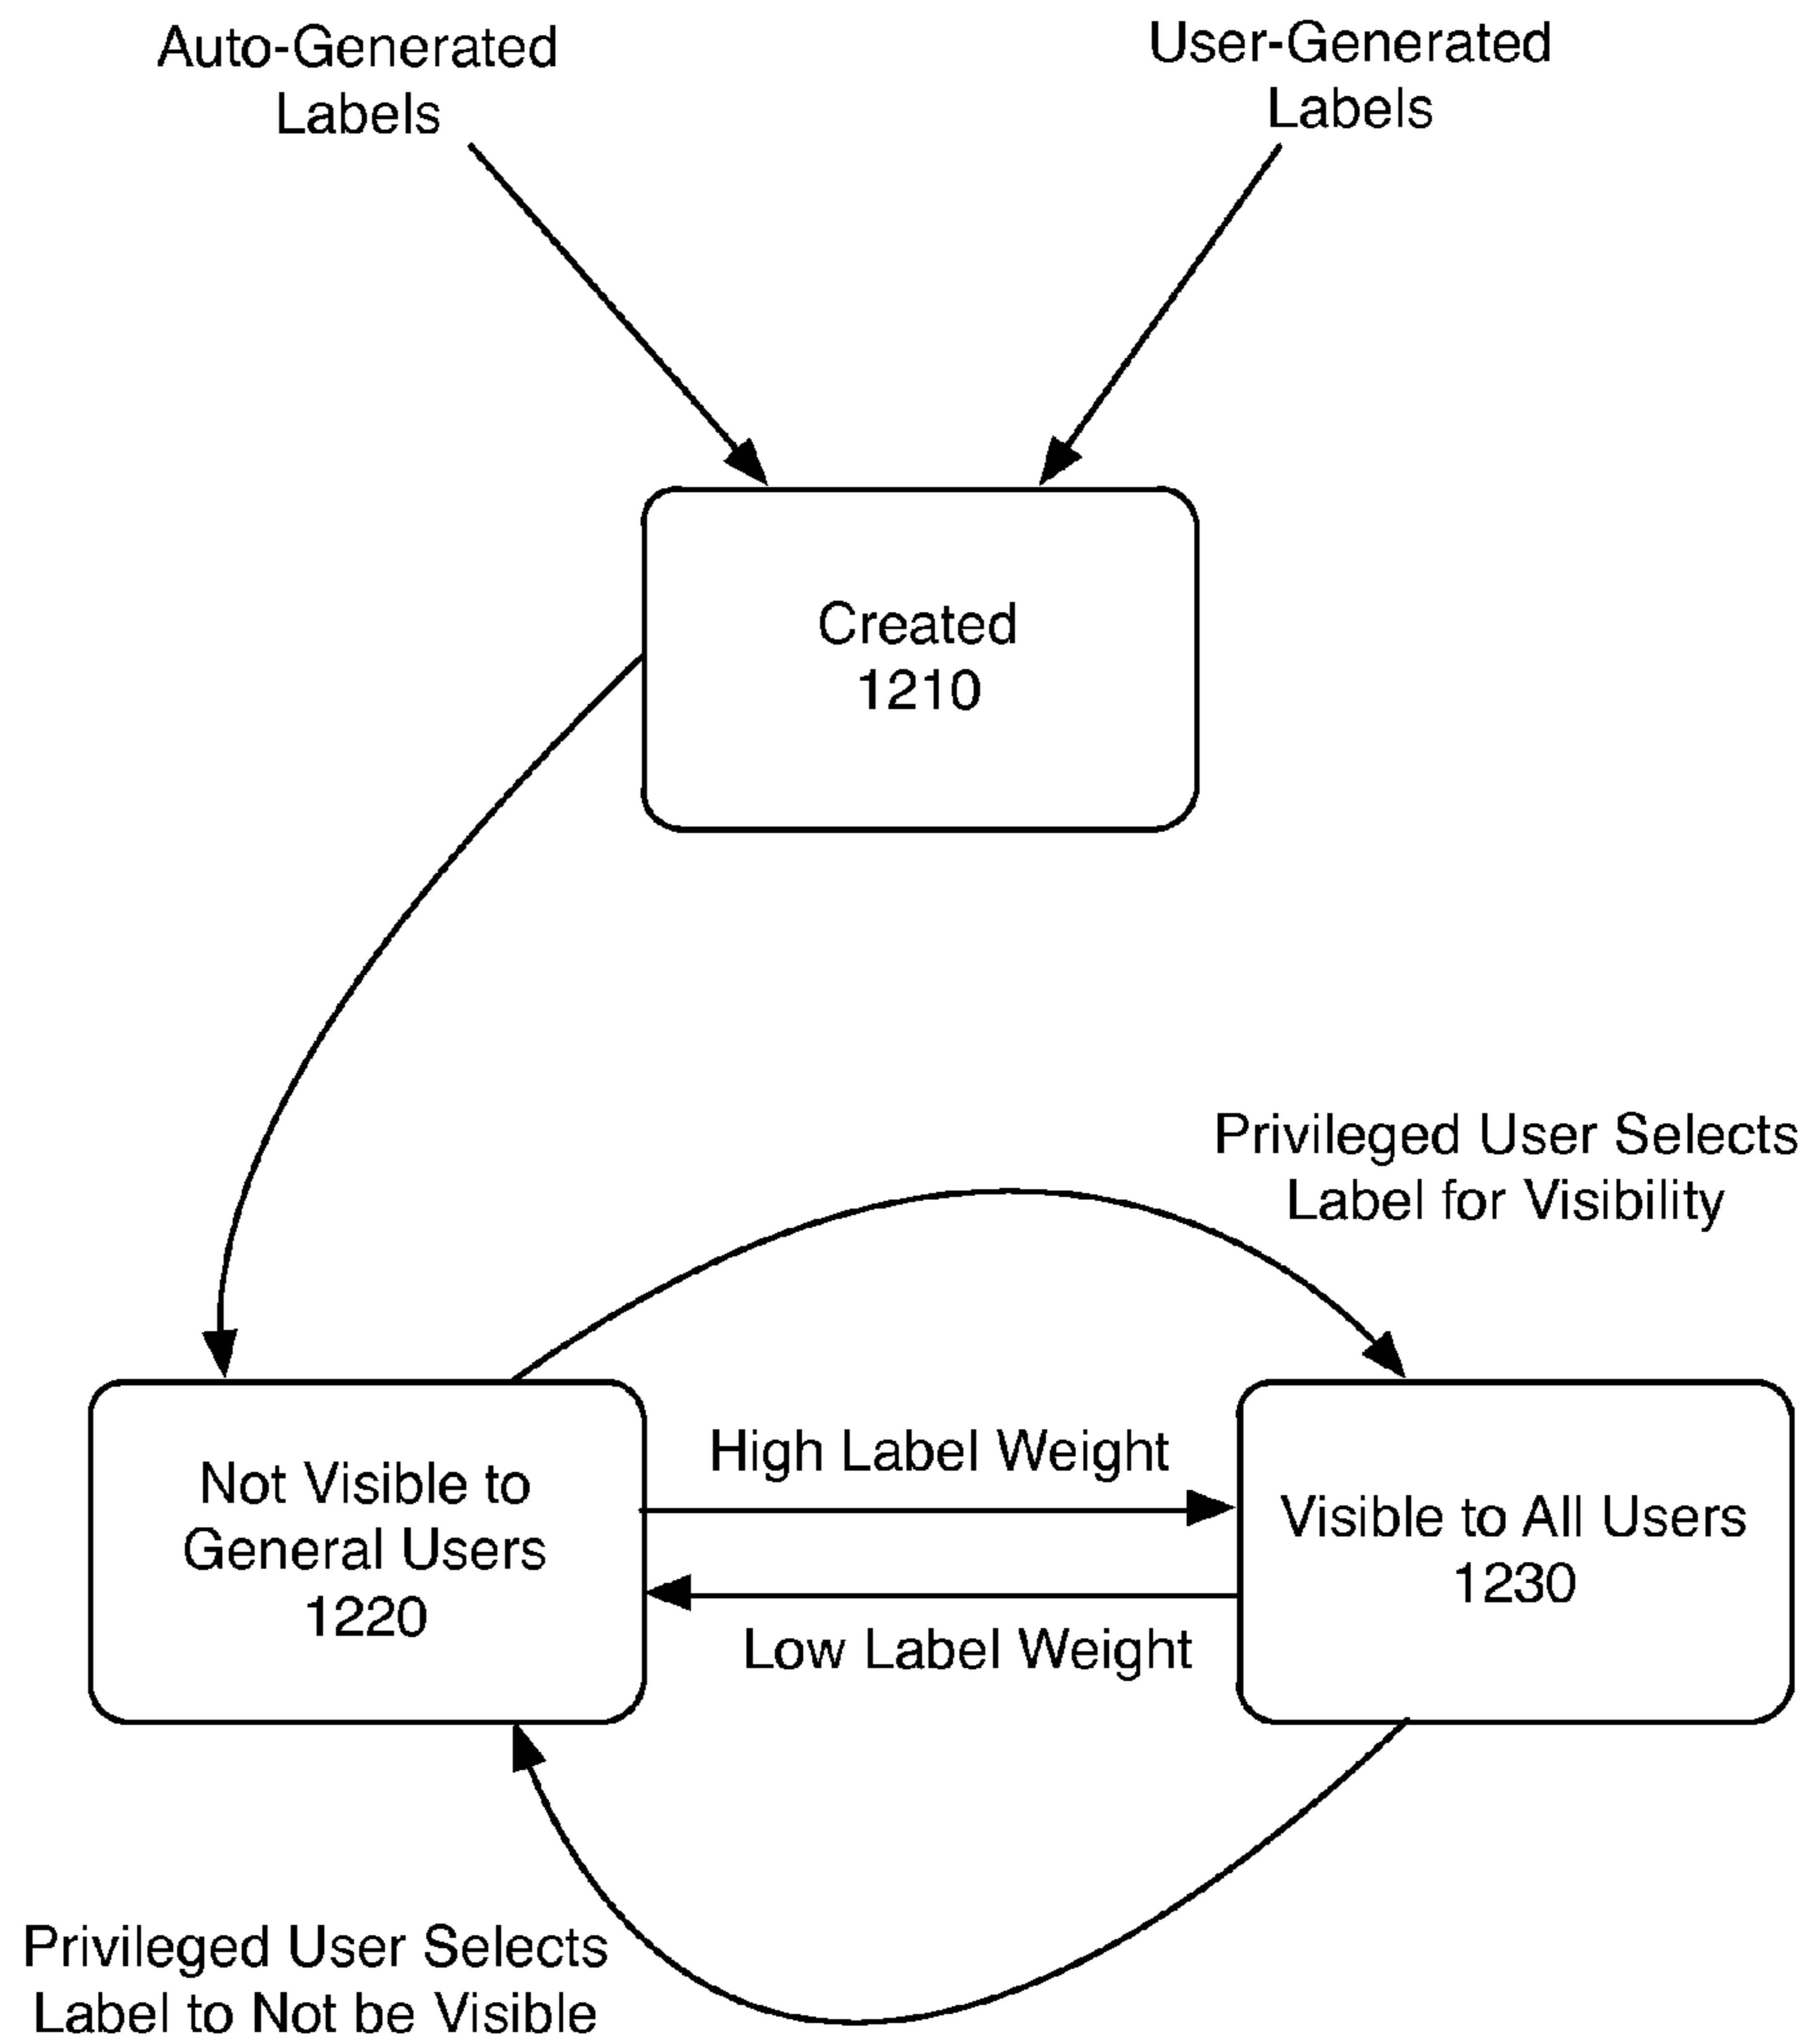 Auto-Generated
Labels
User-Generated
Labels
Created
1210
Privileged User Selects
Label for Visibility
High Label Weight
Not Visible to
General Users
1220
Visible to All Users
1230
Low Label Weight
Privileged User Selects
Label to Not be Visible